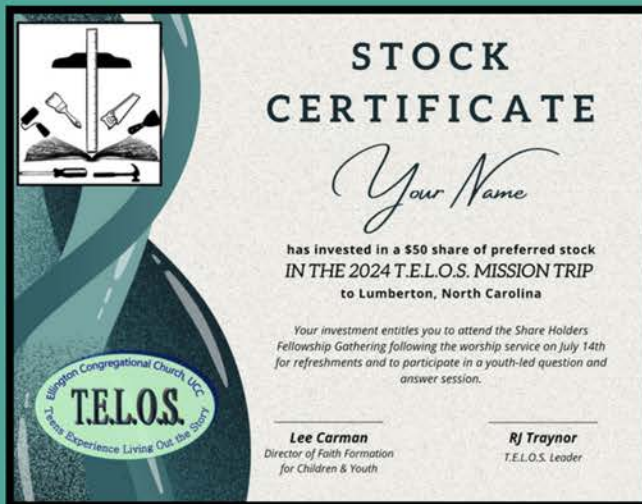 STOCK
CERTIFICATE
Your Name
has invested in a $50 share of preferred stock
IN THE 2024 T.E.L.O.S. MISSION TRIP
to Lumberton, North Carolina
Your investment entitles you to attend the Share Holders
Fellowship Gathering following the worship service on July 14th
for refreshments and to participate in a youth-led question and
answer session.
Ellington Congregational Church, UCC
T.E.L.O.S.
Teens Experience Living Out the Story
Lee Carman
Director of Faith Formation
for Children & Youth
RJ Traynor
T.E.L.O.S. Leader